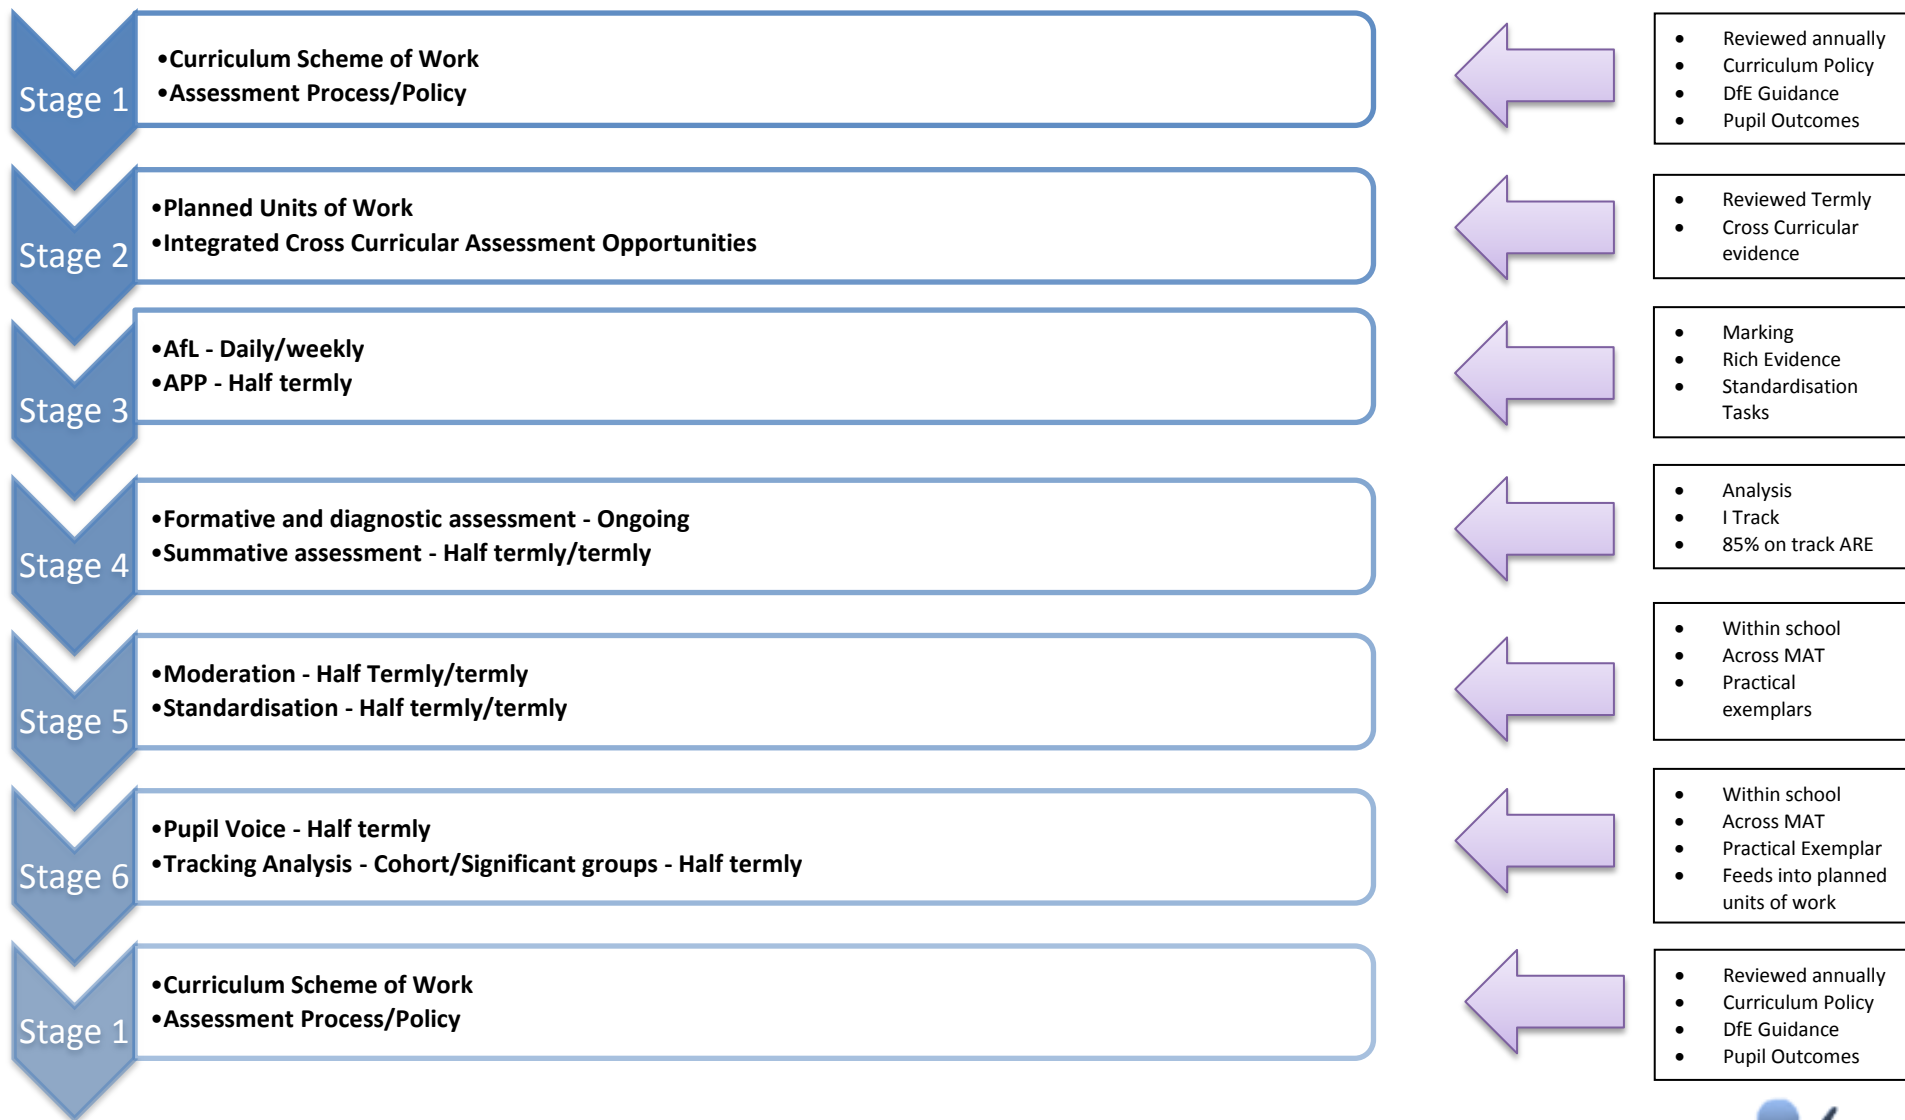 Stage 1
•Curriculum Scheme of Work
•Assessment Process/Policy
• Reviewed annually
• Curriculum Policy
• DfE Guidance
• Pupil Outcomes
Stage 2
•Planned Units of Work
•Integrated Cross Curricular Assessment Opportunities
• Reviewed Termly
• Cross Curricular
evidence
Stage 3
•AfL - Daily/weekly
•APP - Half termly
• Marking
• Rich Evidence
• Standardisation
Tasks
Stage 4
•Formative and diagnostic assessment - Ongoing
•Summative assessment - Half termly/termly
• Analysis
• I Track
• 85% on track ARE
Stage 5
•Moderation - Half Termly/termly
•Standardisation - Half termly/termly
• Within school
• Across MAT
• Practical
exemplars
Stage 6
•Pupil Voice - Half termly
•Tracking Analysis - Cohort/Significant groups - Half termly
• Within school
• Across MAT
• Practical Exemplar
• Feeds into planned
units of work
Stage 1
•Curriculum Scheme of Work
•Assessment Process/Policy
• Reviewed annually
• Curriculum Policy
• DfE Guidance
• Pupil Outcomes